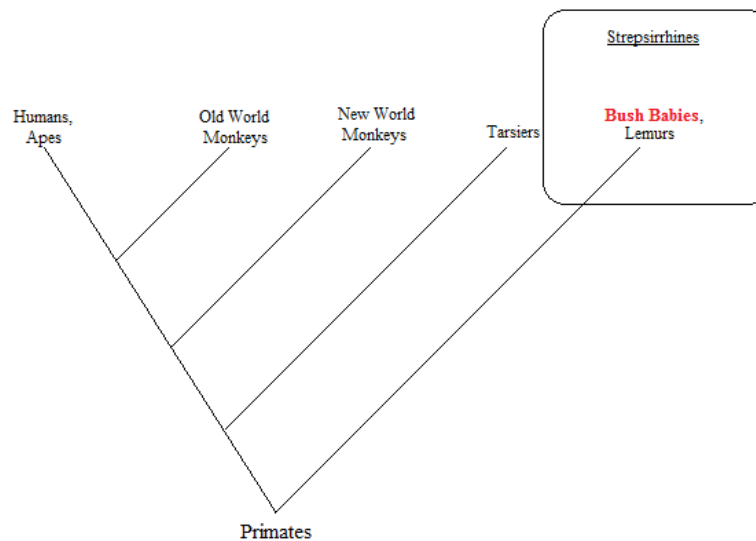 Strepsirrhines
Humans,
Apes
Old World
Monkeys
New World
Monkeys
Tarsiers
Bush Babies,
Lemurs
Primates